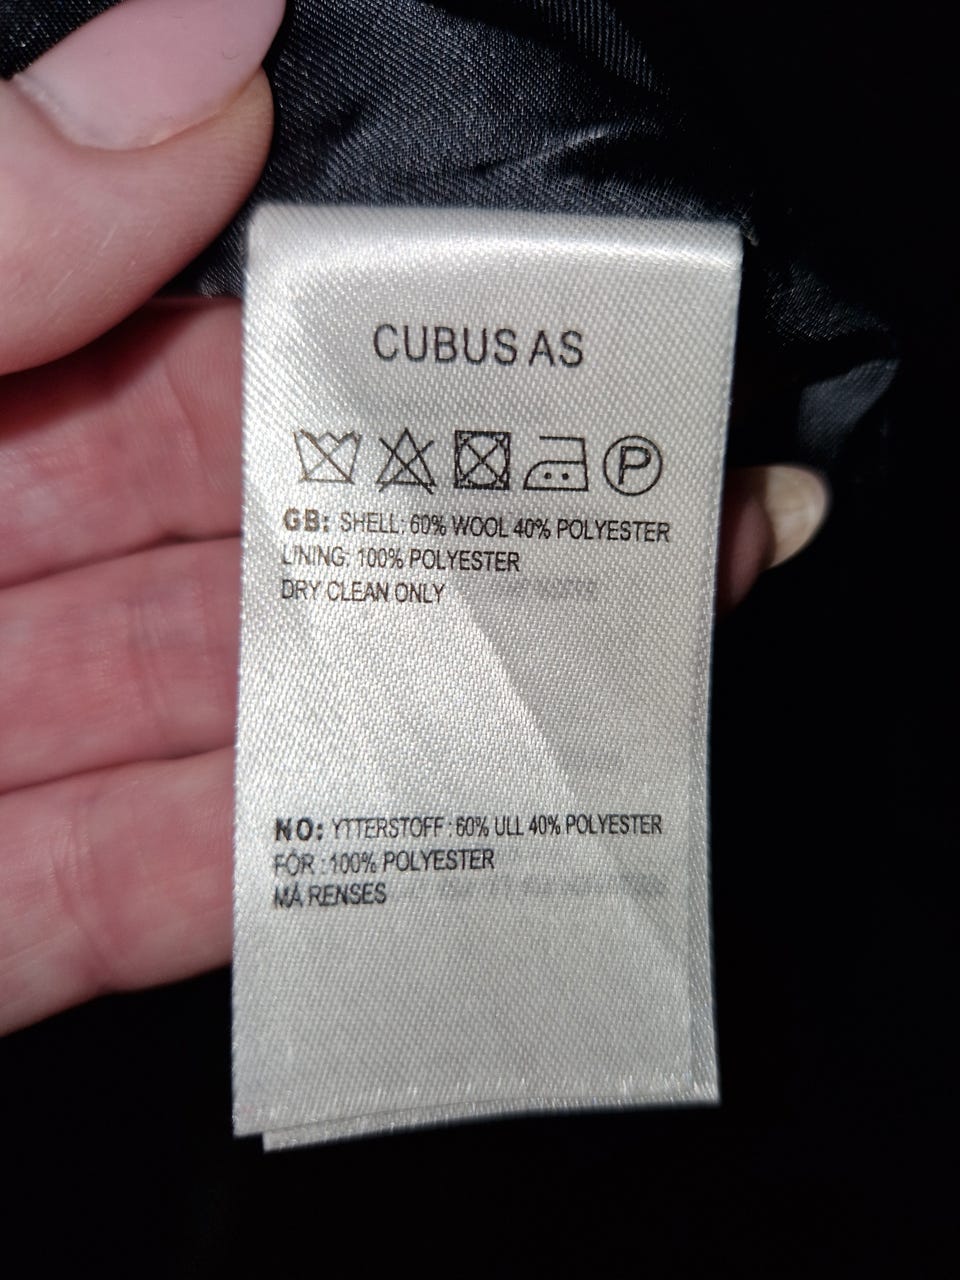 CUBUS AS
P
GB: SHELL: 60% WOOL 40% POLYESTER
LINING: 100% POLYESTER
DRY CLEAN ONLY
NO: YTTERSTOFF : 60% ULL 40% POLYESTER
FÓR : 100% POLYESTER
MÅ RENSES